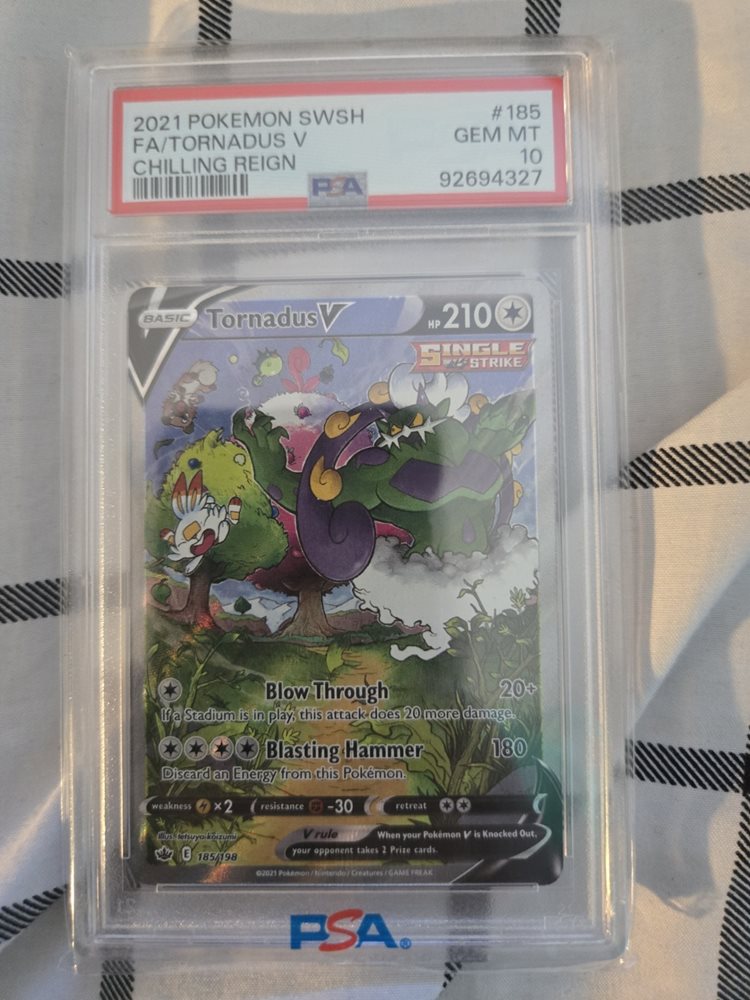 2021 POKEMON SWSH #185
FA/TORNADUS V GEM MT
CHILLING REIGN 10
PSA 92694327
BASIC Tornadus V HP 210
SINGLE
STRIKE
Blow Through 20+
If a Stadium is in play, this attack does 20 more damage.
Blasting Hammer 180
Discard an Energy from this Pokémon.
weakness ×2 resistance -30 retreat
Illus. tetsuya koizumi
V rule When your Pokémon V is Knocked Out,
your opponent takes 2 Prize cards.
E 185/198
©2021 Pokémon / Nintendo / Creatures / GAME FREAK
PSA®